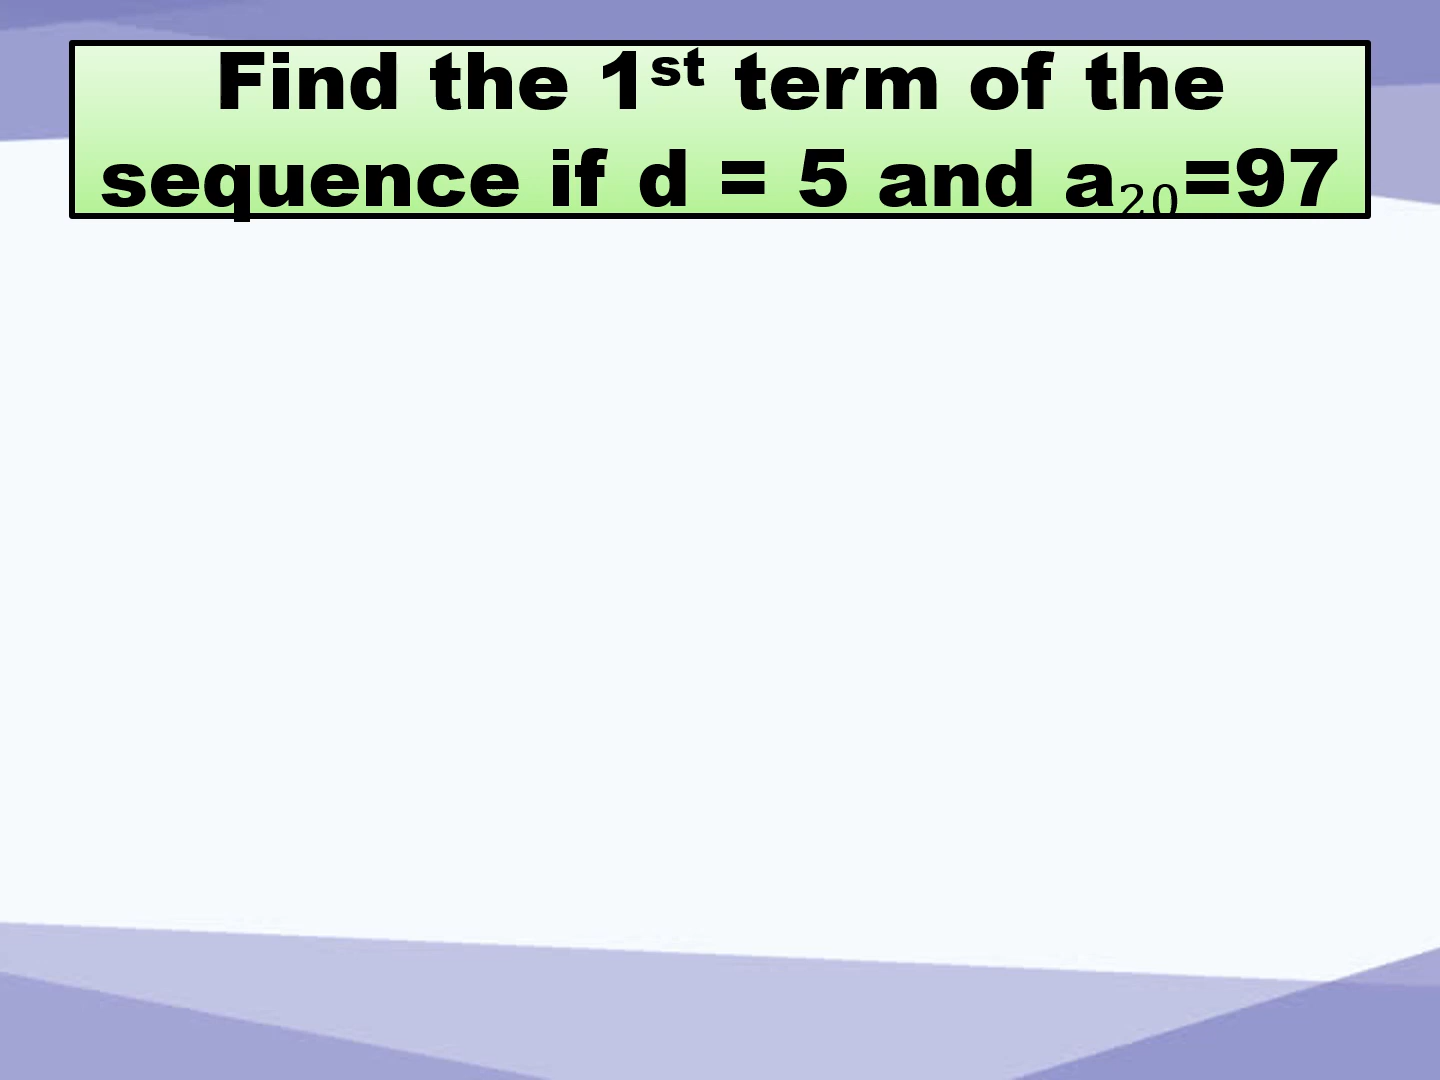 Find the 1ˢᵗ term of the
sequence if d = 5 and a₂₀=97